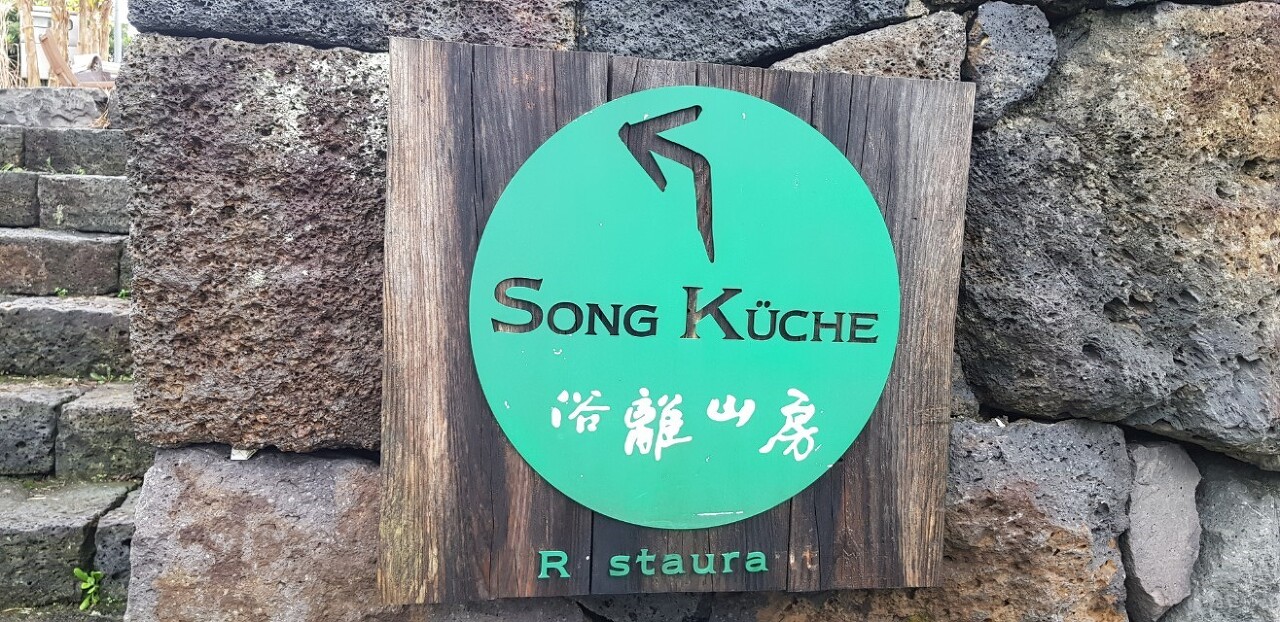 SONG KÜCHE
浴離山房
R staura t